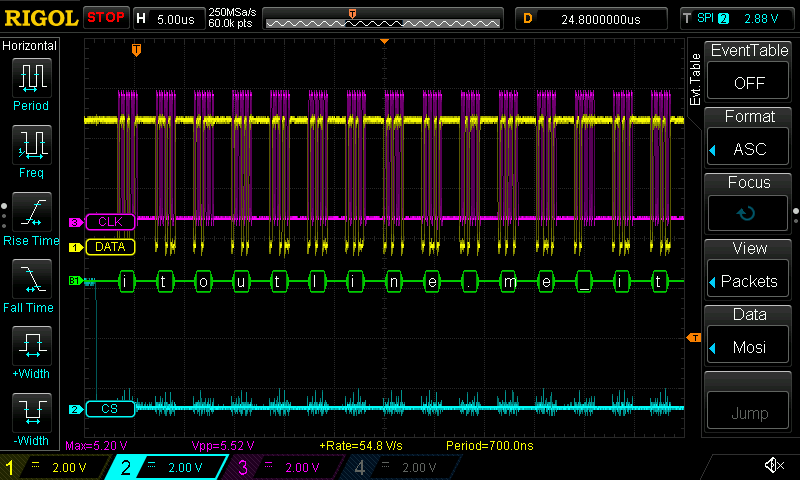 RIGOL STOP H 5.00us 250MSa/s 60.0k pts D 24.8000000us T SPI 2 2.88 V
T
Horizontal
Period
Freq
Rise Time
Fall Time
+Width
-Width
T
3 CLK
1 DATA
B1 i t o u t l i n e . m e _ i t
2 CS
T
Max=5.20 V Vpp=5.52 V +Rate=54.8 V/s Period=700.0ns
Evt Table
EventTable
OFF
Format
ASC
Focus
View
Packets
Data
Mosi
Jump
1 2.00 V 2 2.00 V 3 2.00 V 4 2.00 V